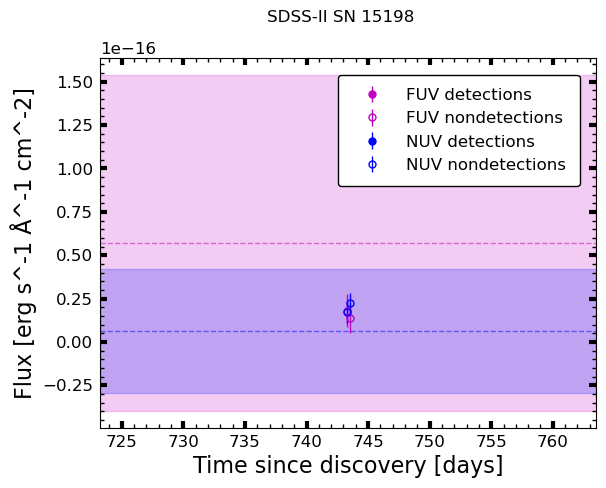 SDSS-II SN 15198
1e−16
FUV detections
FUV nondetections
NUV detections
NUV nondetections
1.50
1.25
1.00
0.75
0.50
0.25
0.00
−0.25
Flux [erg s^-1 Å^-1 cm^-2]
725 730 735 740 745 750 755 760
Time since discovery [days]